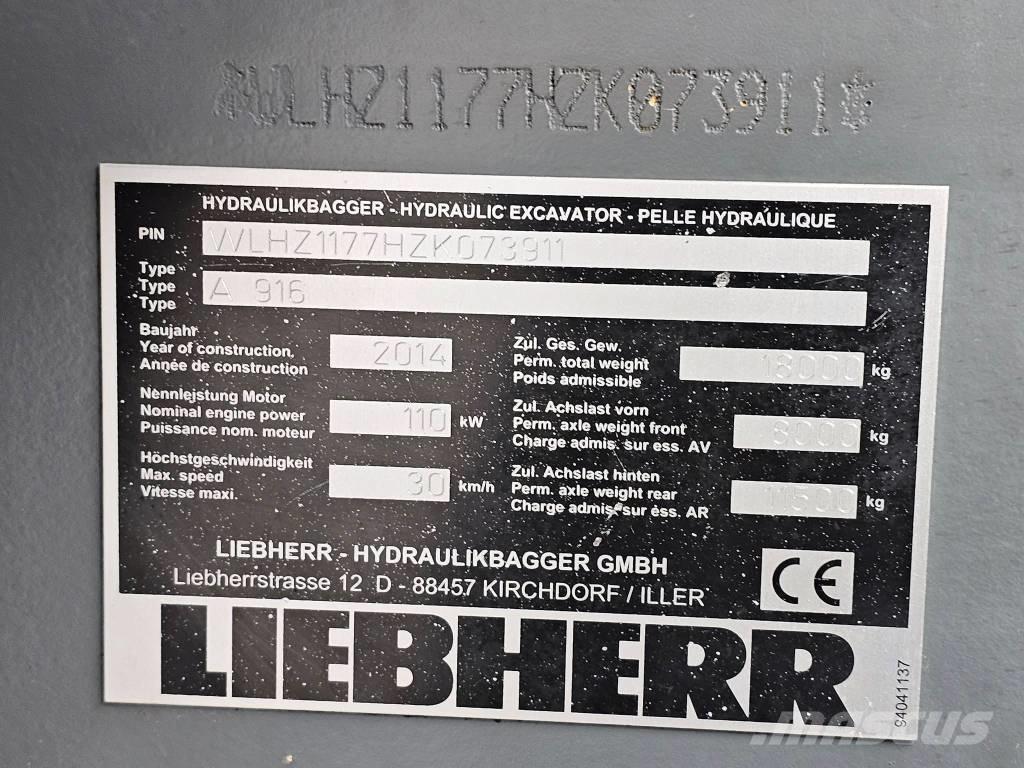 *WLHZ1177HZK073911*
HYDRAULIKBAGGER - HYDRAULIC EXCAVATOR - PELLE HYDRAULIQUE
PIN WLHZ1177HZK073911
Type
Type A 916
Type
Baujahr
Year of construction 2014
Année de construction
Zul. Ges. Gew.
Perm. total weight 18000 kg
Poids admissible
Nennleistung Motor
Nominal engine power 110 kW
Puissance nom. moteur
Zul. Achslast vorn
Perm. axle weight front 8000 kg
Charge admis. sur ess. AV
Höchstgeschwindigkeit
Max. speed 30 km/h
Vitesse maxi.
Zul. Achslast hinten
Perm. axle weight rear 11500 kg
Charge admis. sur ess. AR
LIEBHERR - HYDRAULIKBAGGER GMBH
Liebherrstrasse 12 D - 88457 KIRCHDORF / ILLER
CE
LIEBHERR
94041137
MASCUS